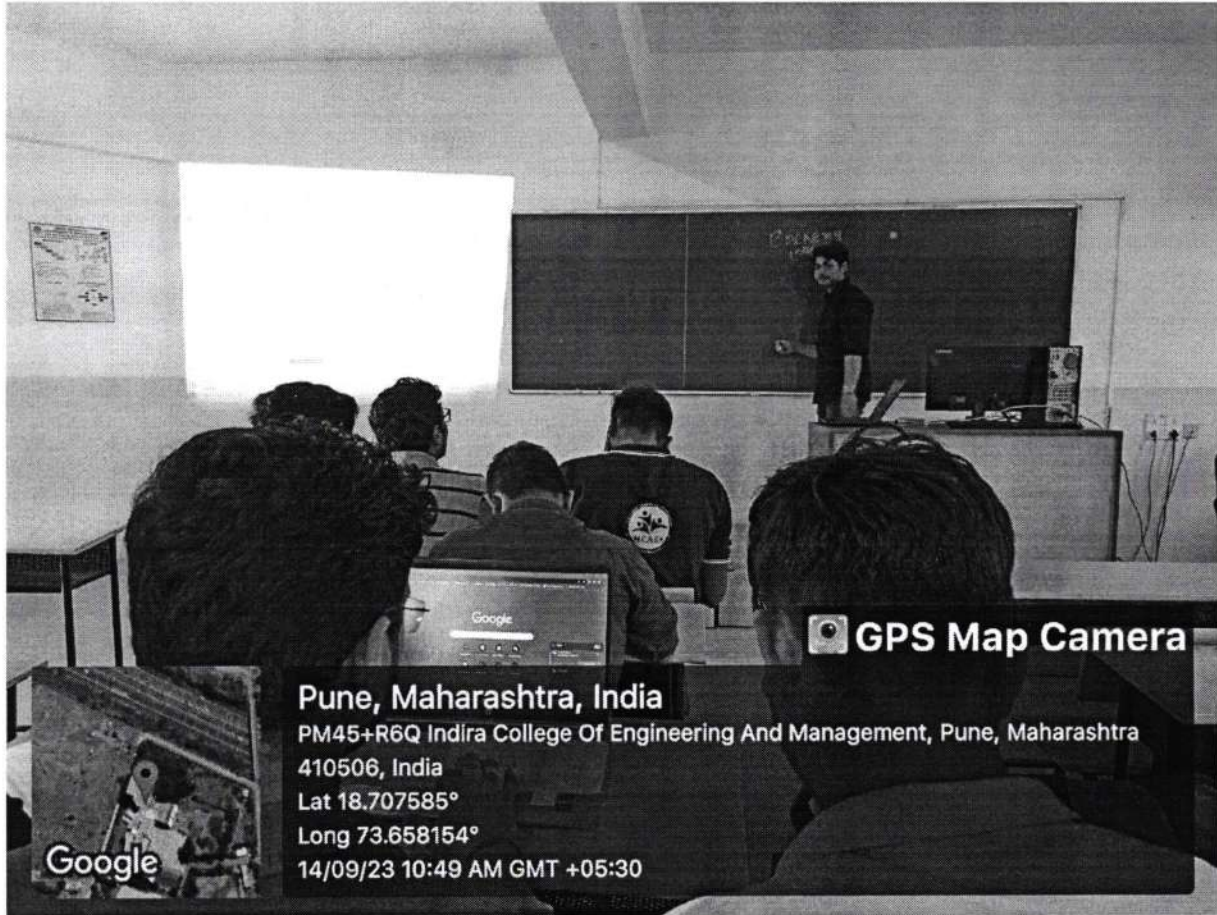 Google
GPS Map Camera
Pune, Maharashtra, India
PM45+R6Q Indira College Of Engineering And Management, Pune, Maharashtra
410506, India
Lat 18.707585°
Long 73.658154°
14/09/23 10:49 AM GMT +05:30
Google